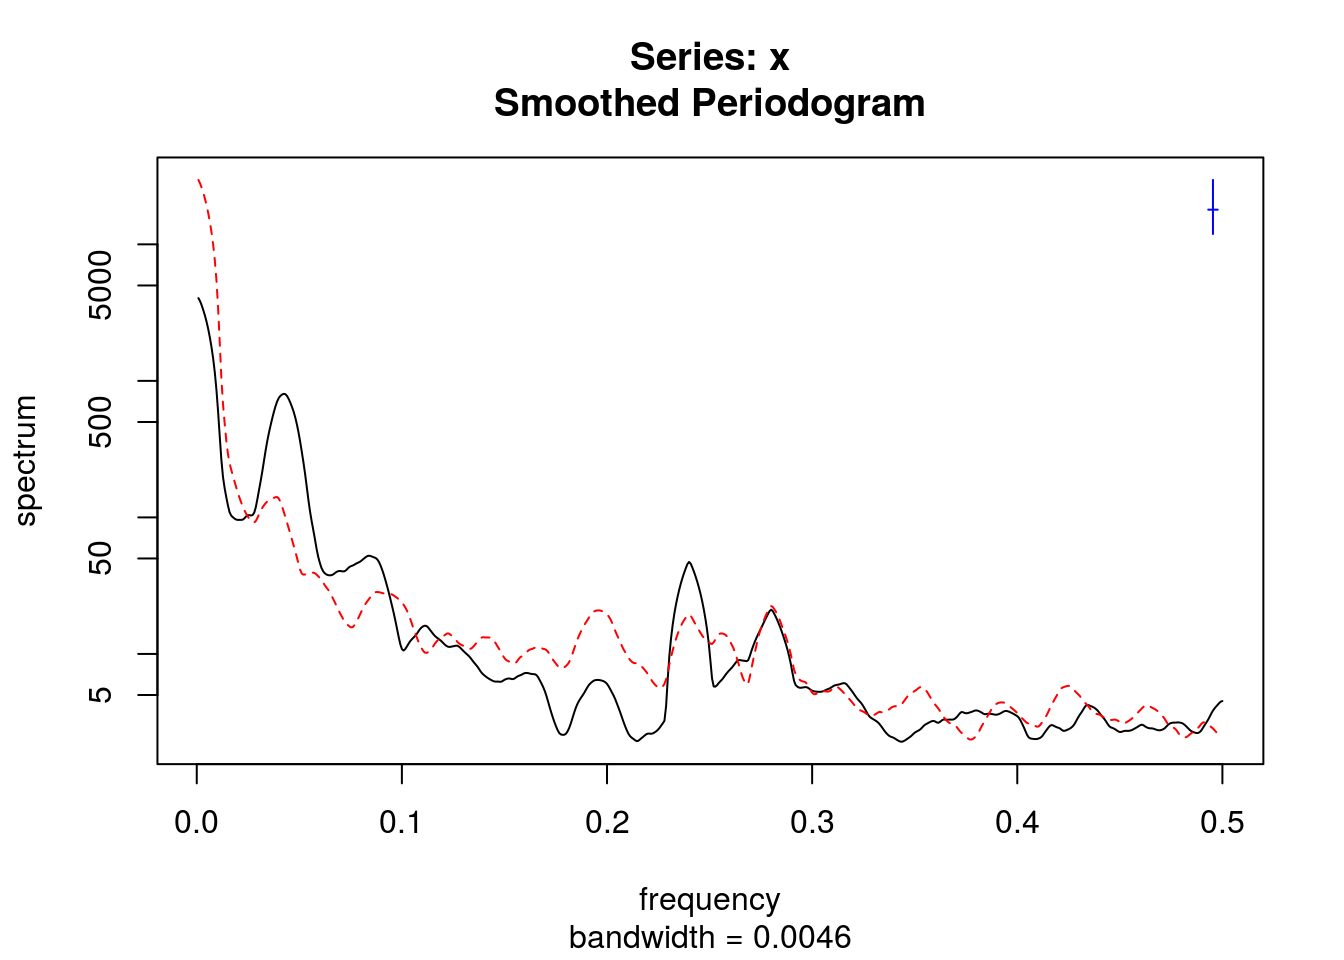 Series: x
Smoothed Periodogram
spectrum
5000
500
50
5
0.0 0.1 0.2 0.3 0.4 0.5
frequency
bandwidth = 0.0046